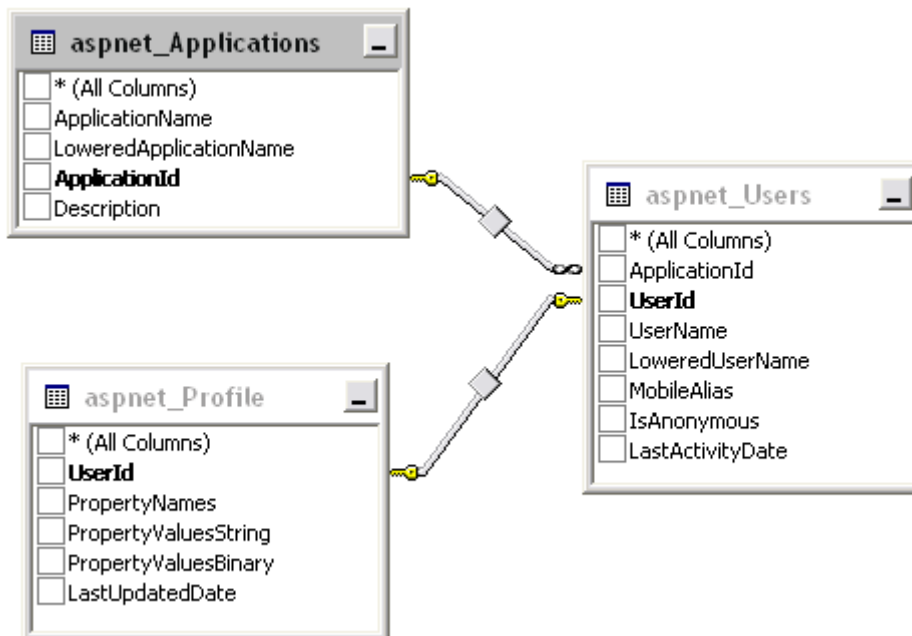 aspnet_Applications
* (All Columns)
ApplicationName
LoweredApplicationName
ApplicationId
Description
aspnet_Users
* (All Columns)
ApplicationId
UserId
UserName
LoweredUserName
MobileAlias
IsAnonymous
LastActivityDate
aspnet_Profile
* (All Columns)
UserId
PropertyNames
PropertyValuesString
PropertyValuesBinary
LastUpdatedDate